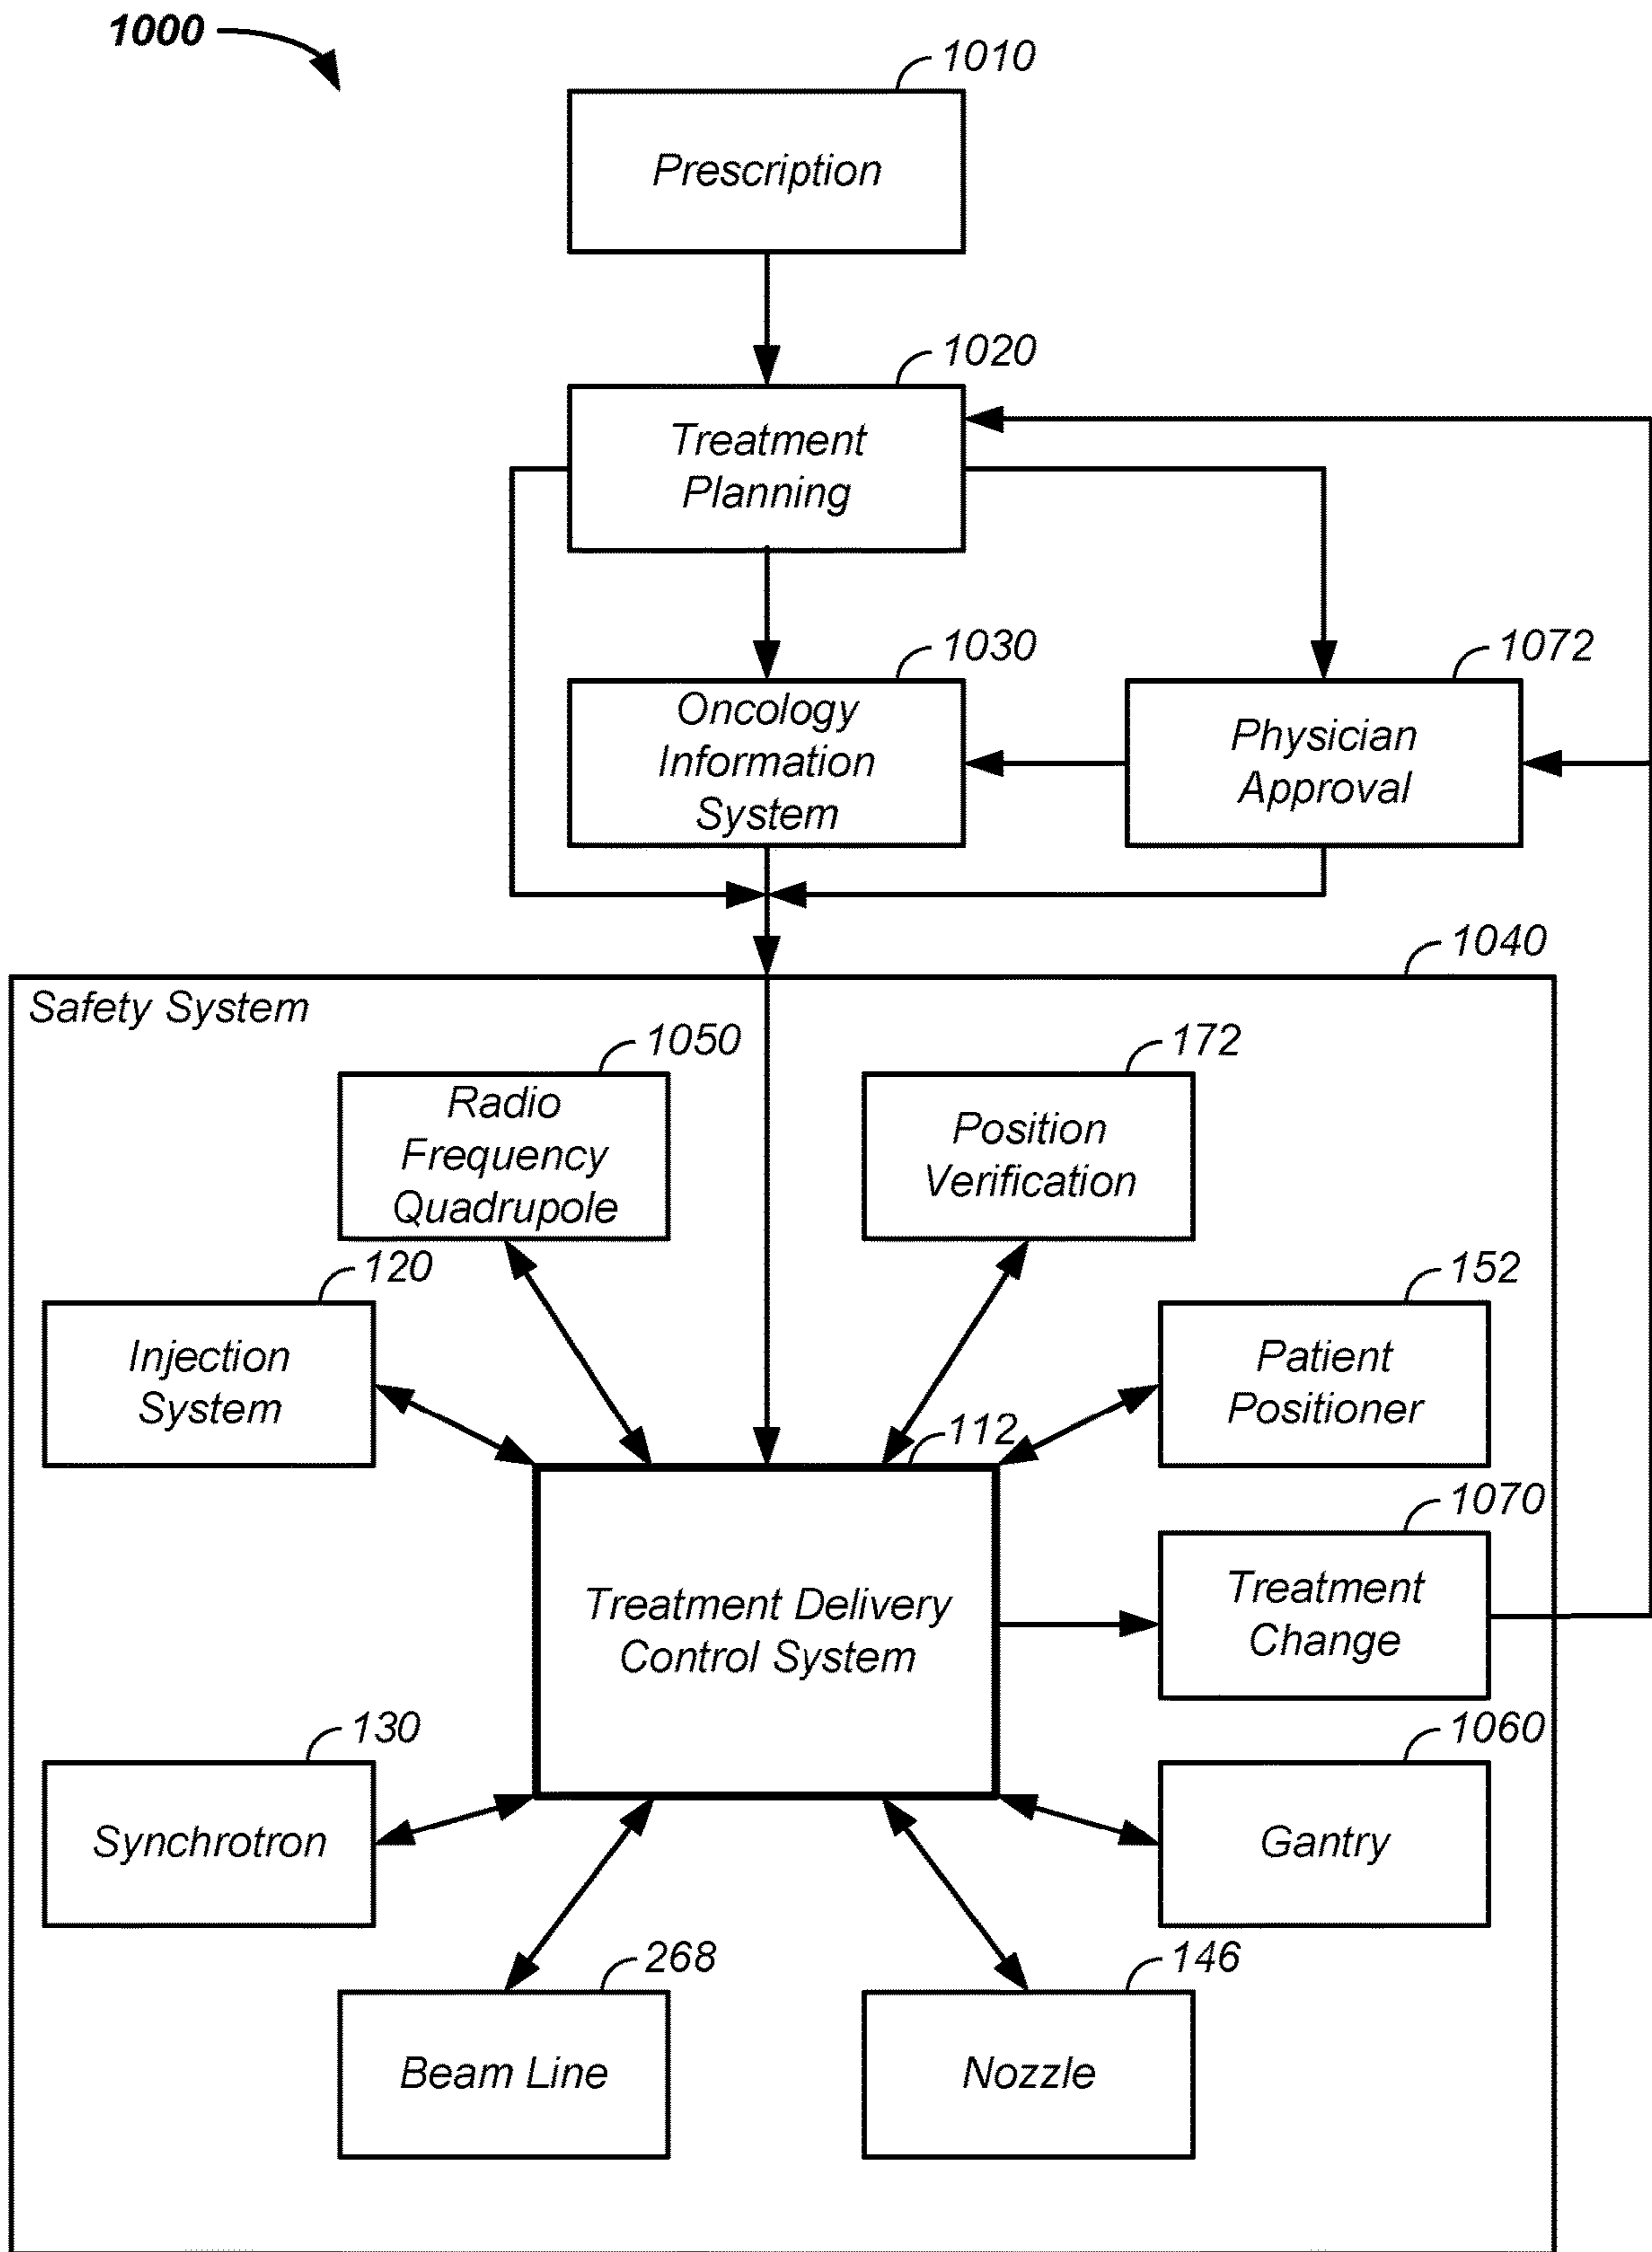 1000
1010
Prescription
1020
Treatment
Planning
1030
Oncology
Information
System
1072
Physician
Approval
1040
Safety System
1050
Radio
Frequency
Quadrupole
172
Position
Verification
120
Injection
System
152
Patient
Positioner
112
Treatment Delivery
Control System
1070
Treatment
Change
130
Synchrotron
1060
Gantry
268
Beam Line
146
Nozzle